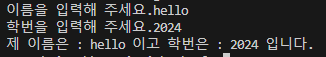 이름을 입력해 주세요.hello
학번을 입력해 주세요.2024
제 이름은 : hello 이고 학번은 : 2024 입니다.